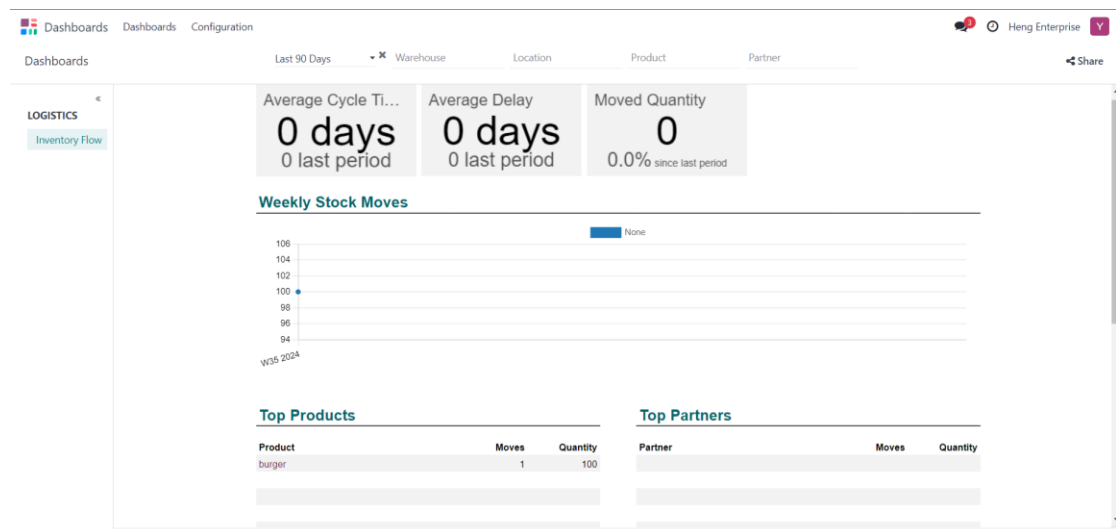 Dashboards Dashboards Configuration 3 Heng Enterprise Y
Dashboards Last 90 Days Warehouse Location Product Partner Share
LOGISTICS
Inventory Flow
Average Cycle Ti... Average Delay Moved Quantity
0 days 0 days 0
0 last period 0 last period 0.0% since last period
Weekly Stock Moves
None
106
104
102
100
98
96
94
W35 2024
Top Products Top Partners
Product Moves Quantity Partner Moves Quantity
burger 1 100